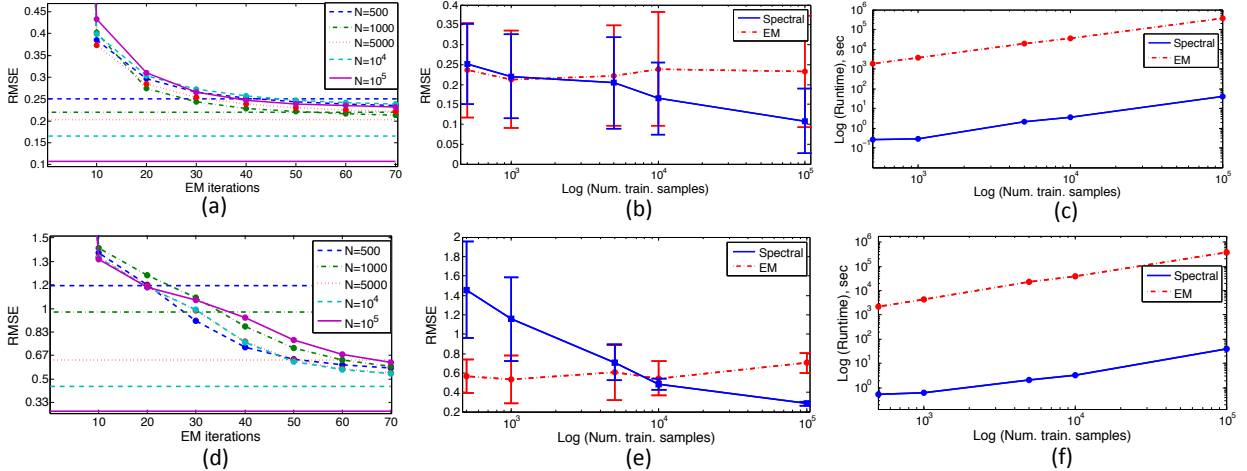 0.45
0.4
0.35
0.3
0.25
0.2
0.15
0.1
RMSE
10 20 30 40 50 60 70
EM iterations
N=500
N=1000
N=5000
N=10^4
N=10^5
(a)
0.45
0.4
0.35
0.3
0.25
0.2
0.15
0.1
0.05
0
RMSE
10^3 10^4 10^5
Log (Num. train. samples)
Spectral
EM
(b)
10^6
10^5
10^4
10^3
10^2
10^1
10^0
10^-1
Log (Runtime), sec
10^3 10^4 10^5
Log (Num. train. samples)
Spectral
EM
(c)
1.5
1.3
1.2
1
0.83
0.67
0.5
0.33
RMSE
10 20 30 40 50 60 70
EM iterations
N=500
N=1000
N=5000
N=10^4
N=10^5
(d)
2
1.8
1.6
1.4
1.2
1
0.8
0.6
0.4
0.2
RMSE
10^3 10^4 10^5
Log (Num. train. samples)
Spectral
EM
(e)
10^6
10^5
10^4
10^3
10^2
10^1
10^0
Log (Runtime), sec
10^3 10^4 10^5
Log (Num. train. samples)
Spectral
EM
(f)